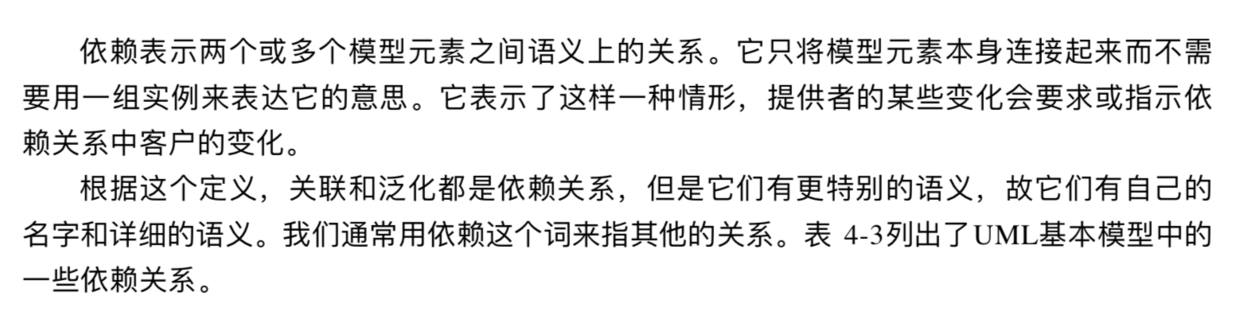 依赖表示两个或多个模型元素之间语义上的关系。它只将模型元素本身连接起来而不需
要用一组实例来表达它的意思。它表示了这样一种情形，提供者的某些变化会要求或指示依
赖关系中客户的变化。
根据这个定义，关联和泛化都是依赖关系，但是它们有更特别的语义，故它们有自己的
名字和详细的语义。我们通常用依赖这个词来指其他的关系。表 4-3列出了UML基本模型中的
一些依赖关系。